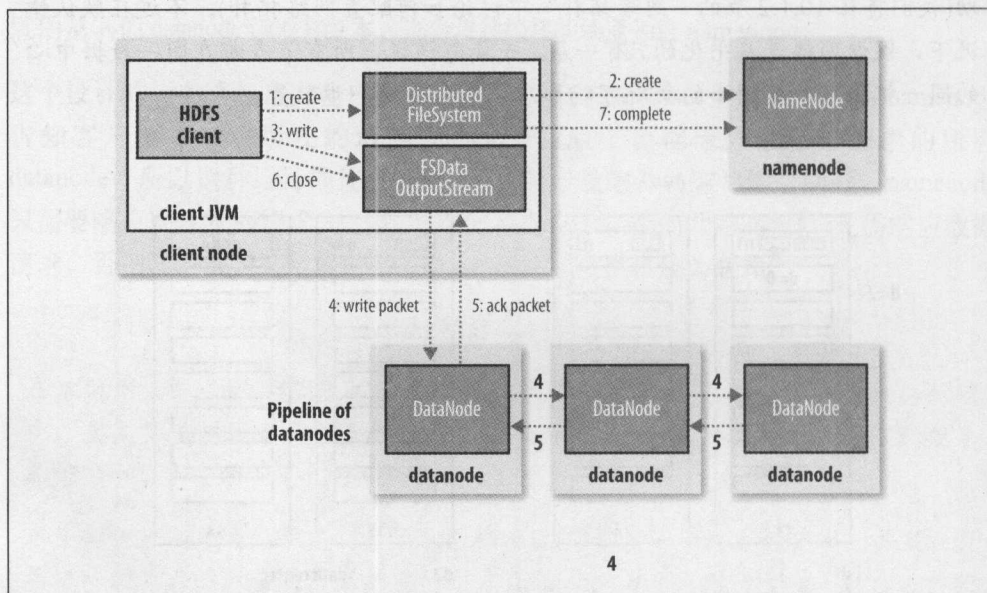 1: create
HDFS
client
3: write
6: close
Distributed
FileSystem
FSData
OutputStream
client JVM
client node
2: create
7: complete
NameNode
namenode
4: write packet
5: ack packet
Pipeline of
datanodes
DataNode
datanode
4
5
DataNode
datanode
4
5
DataNode
datanode
4